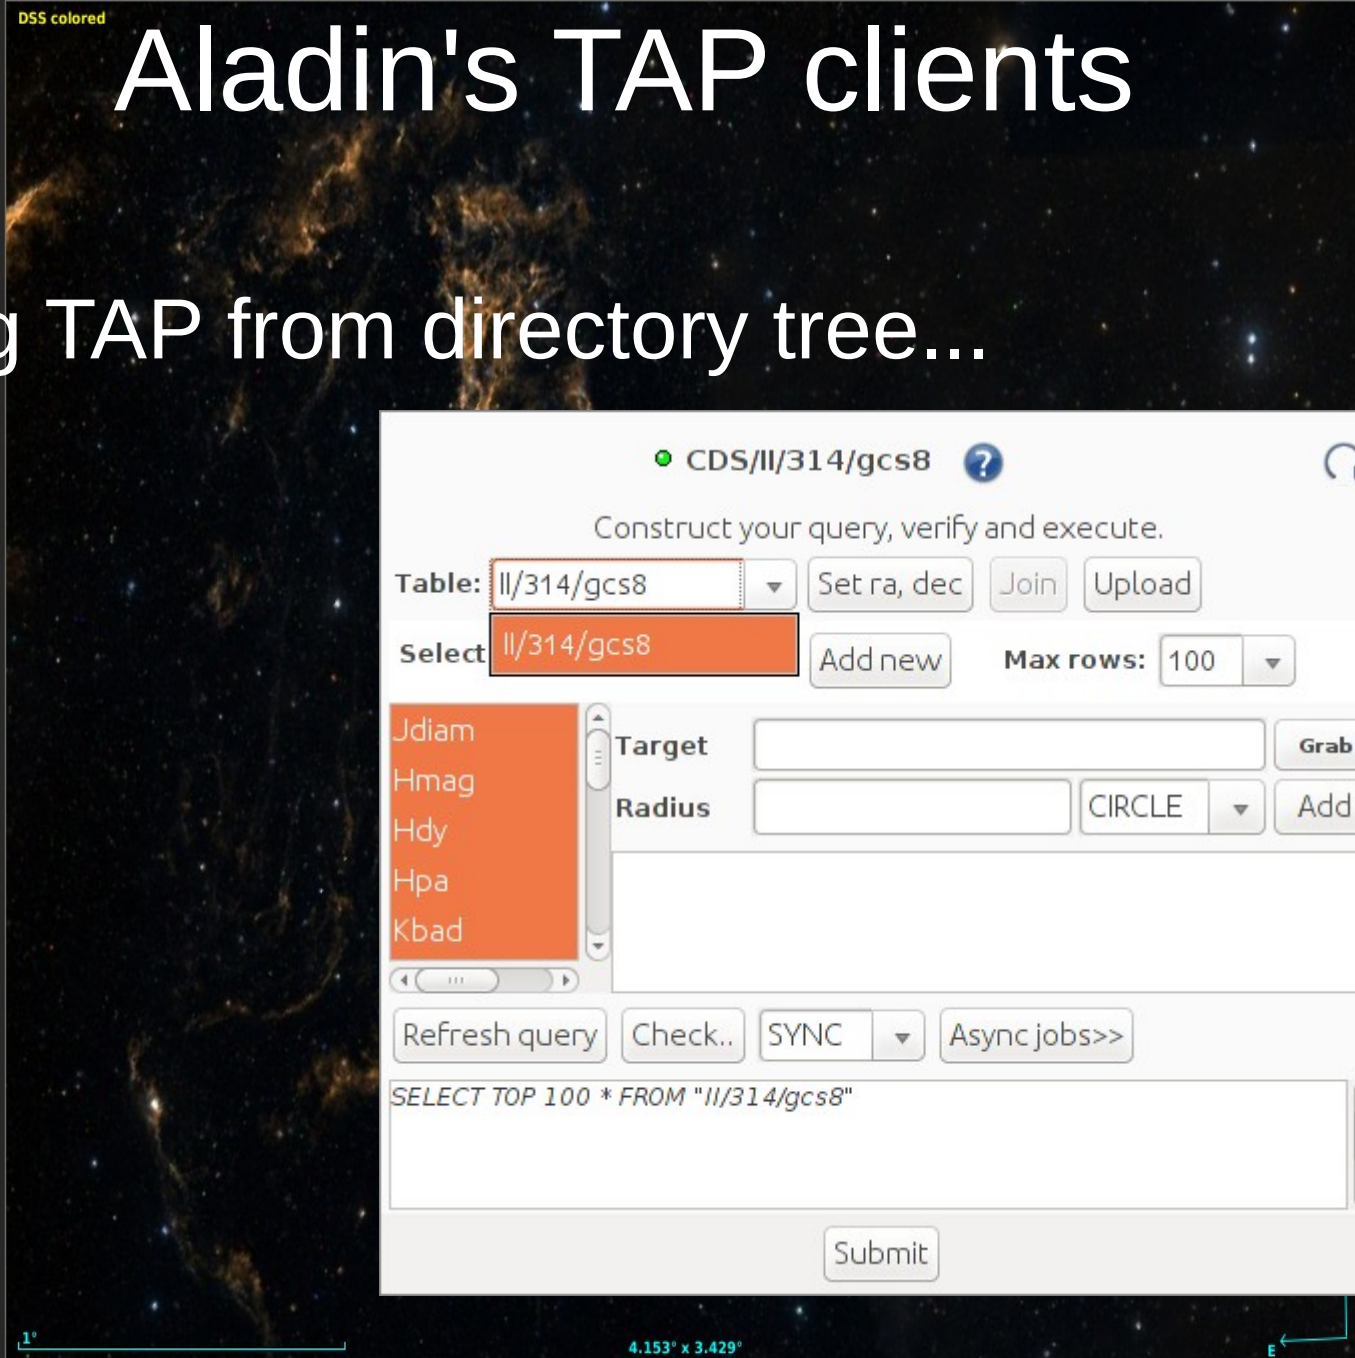 DSS colored
Aladin's TAP clients
g TAP from directory tree...
CDS/II/314/gcs8 ?
Construct your query, verify and execute.
Table: II/314/gcs8 Set ra, dec Join Upload
Select II/314/gcs8 Add new Max rows: 100
Jdiam
Hmag
Hdy
Hpa
Kbad
Target Grab
Radius CIRCLE Add
Refresh query Check.. SYNC Async jobs>>
SELECT TOP 100 * FROM "II/314/gcs8"
Submit
1°
4.153° x 3.429°
E